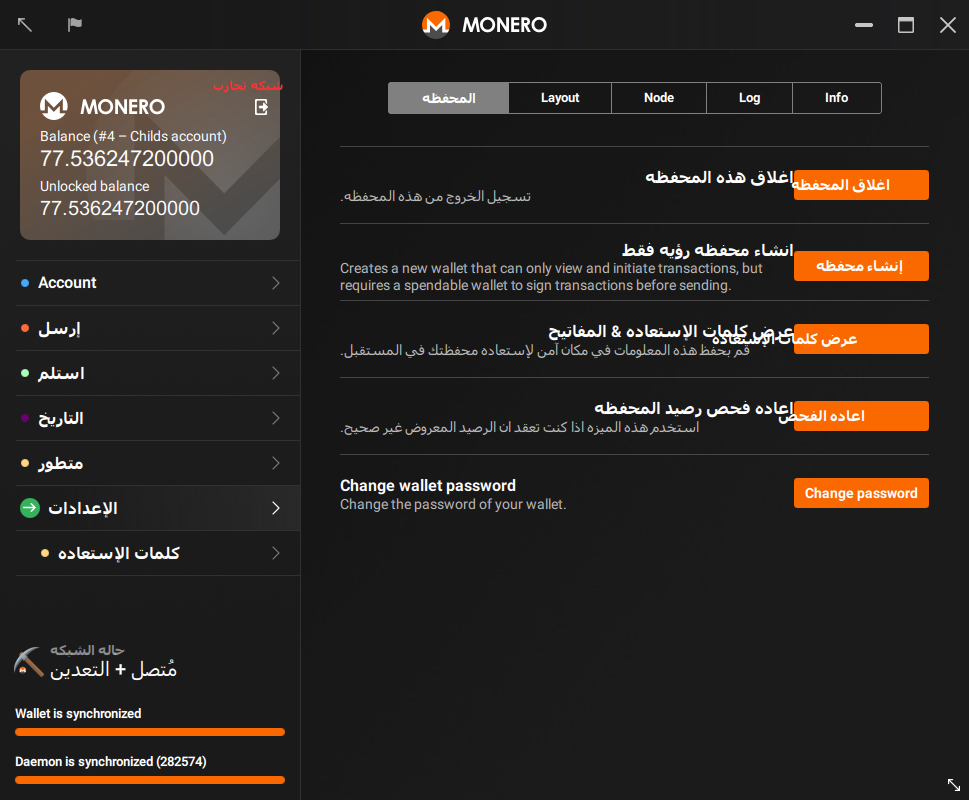 MONERO
شبكه تجارب
MONERO
Balance (#4 – Childs account)
77.536247200000
Unlocked balance
77.536247200000
Account
إرسل
استلم
التاريخ
متطور
الإعدادات
كلمات الإستعاده
حاله الشبكه
مُتصل + التعدين
Wallet is synchronized
Daemon is synchronized (282574)
المحفظه
Layout
Node
Log
Info
اغلاق هذه المحفظه
تسجيل الخروج من هذه المحفظه.
اغلاق المحفظه
انشاء محفظه رؤيه فقط
Creates a new wallet that can only view and initiate transactions, but
requires a spendable wallet to sign transactions before sending.
إنشاء محفظه
عرض كلمات الإستعاده & المفاتيح
قم بحفظ هذه المعلومات في مكان آمن لإستعاده محفظتك في المستقبل.
عرض كلمات الإستعاده
إعاده فحص رصيد المحفظه
استخدم هذه الميزه اذا كنت تعقد ان الرصيد المعروض غير صحيح.
اعاده الفحص
Change wallet password
Change the password of your wallet.
Change password